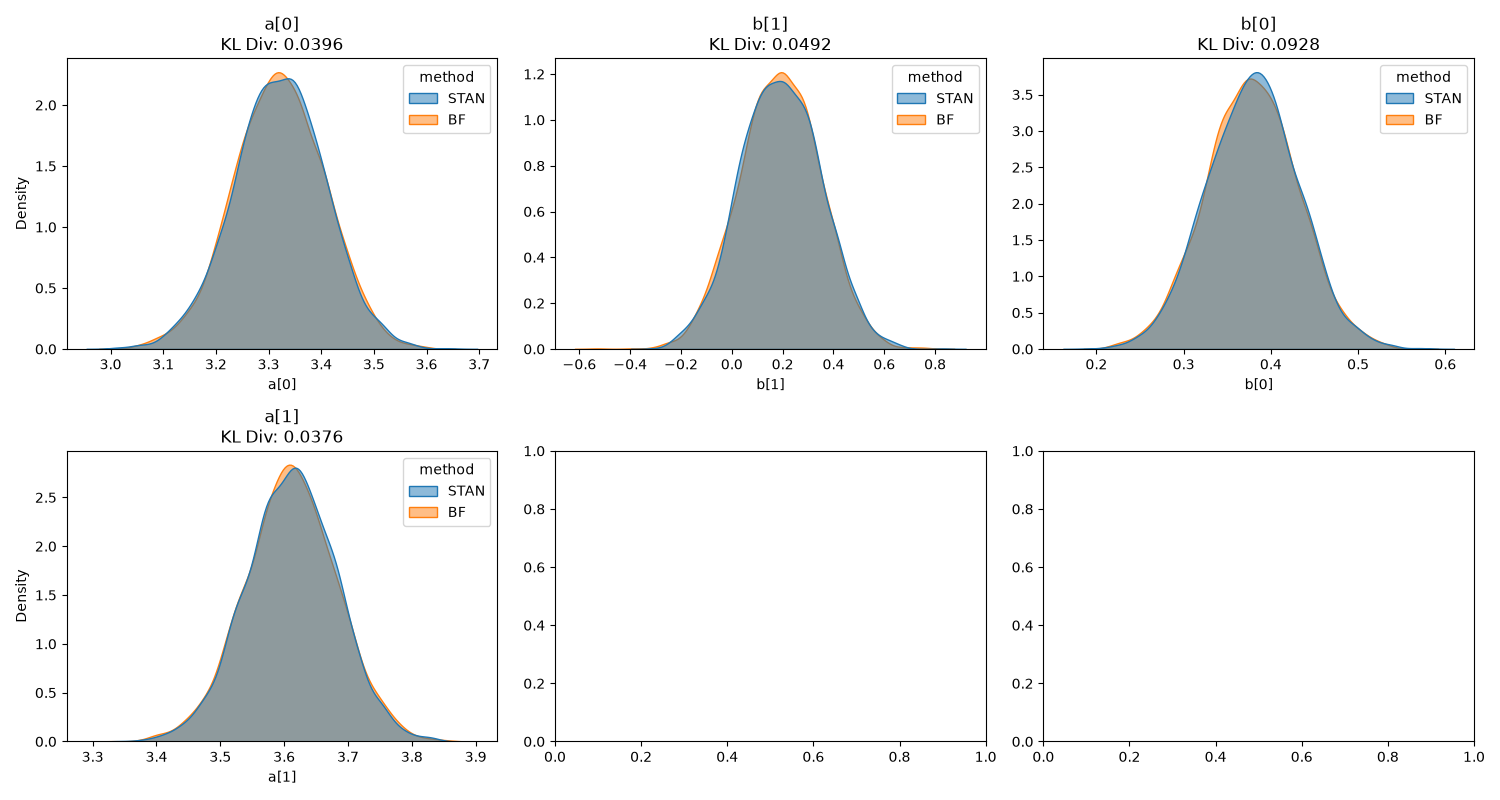 a[0]
KL Div: 0.0396
Density
2.0
1.5
1.0
0.5
0.0
3.0 3.1 3.2 3.3 3.4 3.5 3.6 3.7
a[0]
method
STAN
BF
b[1]
KL Div: 0.0492
1.2
1.0
0.8
0.6
0.4
0.2
0.0
−0.6 −0.4 −0.2 0.0 0.2 0.4 0.6 0.8
b[1]
method
STAN
BF
b[0]
KL Div: 0.0928
3.5
3.0
2.5
2.0
1.5
1.0
0.5
0.0
0.2 0.3 0.4 0.5 0.6
b[0]
method
STAN
BF
a[1]
KL Div: 0.0376
Density
2.5
2.0
1.5
1.0
0.5
0.0
3.3 3.4 3.5 3.6 3.7 3.8 3.9
a[1]
method
STAN
BF
1.0
0.8
0.6
0.4
0.2
0.0
0.0 0.2 0.4 0.6 0.8 1.0
1.0
0.8
0.6
0.4
0.2
0.0
0.0 0.2 0.4 0.6 0.8 1.0